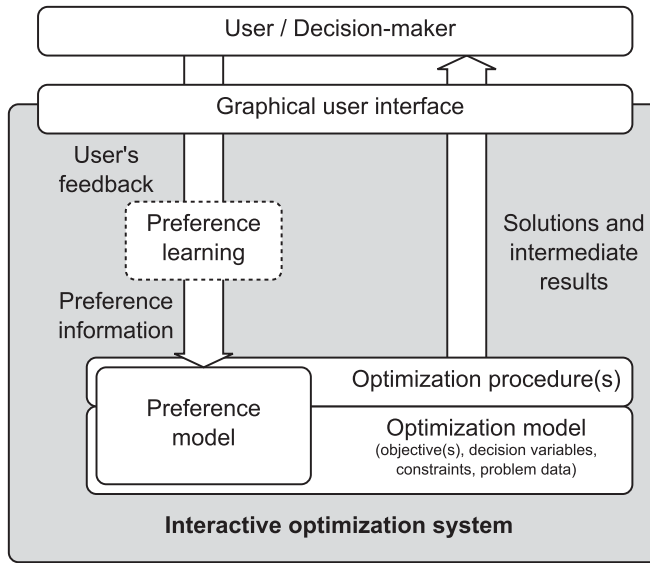 User / Decision-maker
Graphical user interface
User's
feedback
Preference
learning
Solutions and
intermediate
results
Preference
information
Optimization procedure(s)
Preference
model
Optimization model
(objective(s), decision variables,
constraints, problem data)
Interactive optimization system